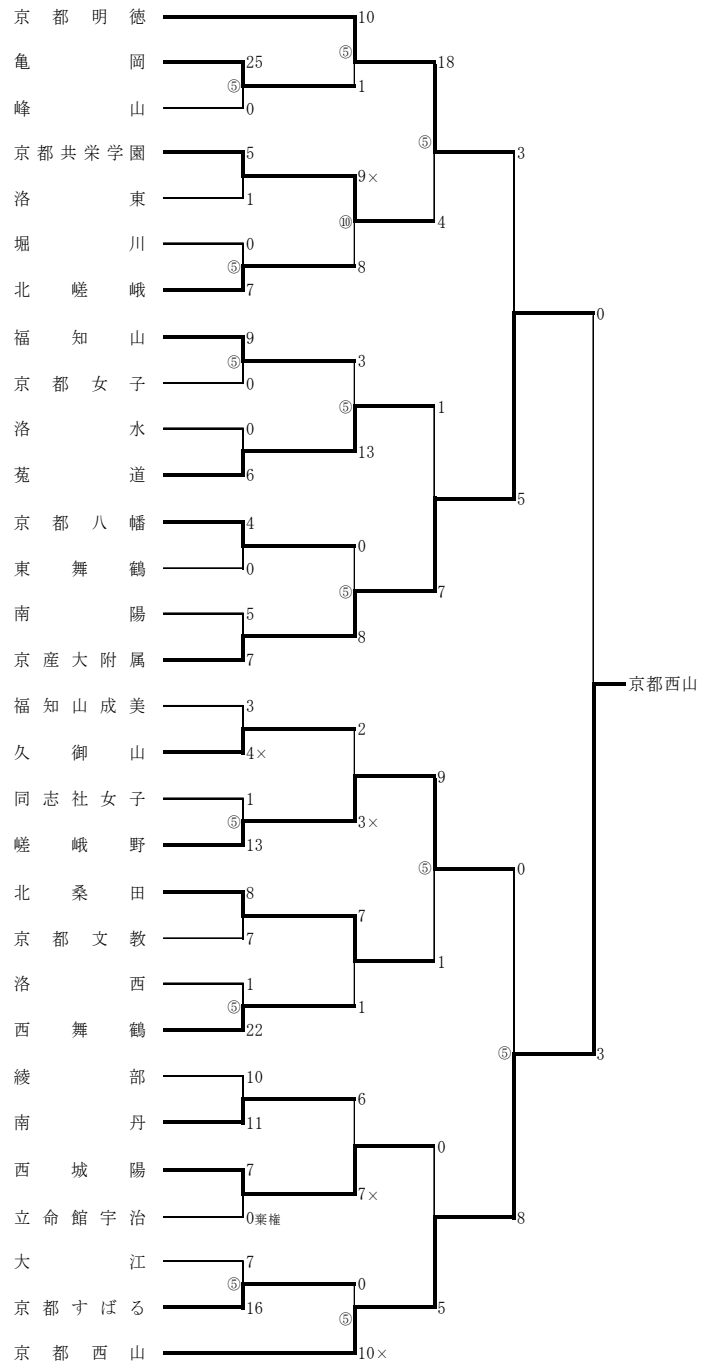 京都明徳 10
⑤ 18
亀岡 25
⑤ 1
峰山 0
⑤ 3
京都共栄学園 5
9×
洛東 1
⑩ 4
堀川 0
⑤ 8
北嵯峨 7
0
福知山 9
⑤ 3
京都女子 0
⑤ 1
洛水 0
13
莵道 6
5
京都八幡 4
0
東舞鶴 0
⑤ 7
南陽 5
8
京産大附属 7
京都西山
福知山成美 3
2
久御山 4×
9
同志社女子 1
⑤ 3×
嵯峨野 13
⑤ 0
北桑田 8
7
京都文教 7
1
洛西 1
⑤ 1
西舞鶴 22
⑤ 3
綾部 10
6
南丹 11
0
西城陽 7
7×
立命館宇治 0棄権
8
大江 7
⑤ 0
京都すばる 16
⑤ 5
京都西山 10×